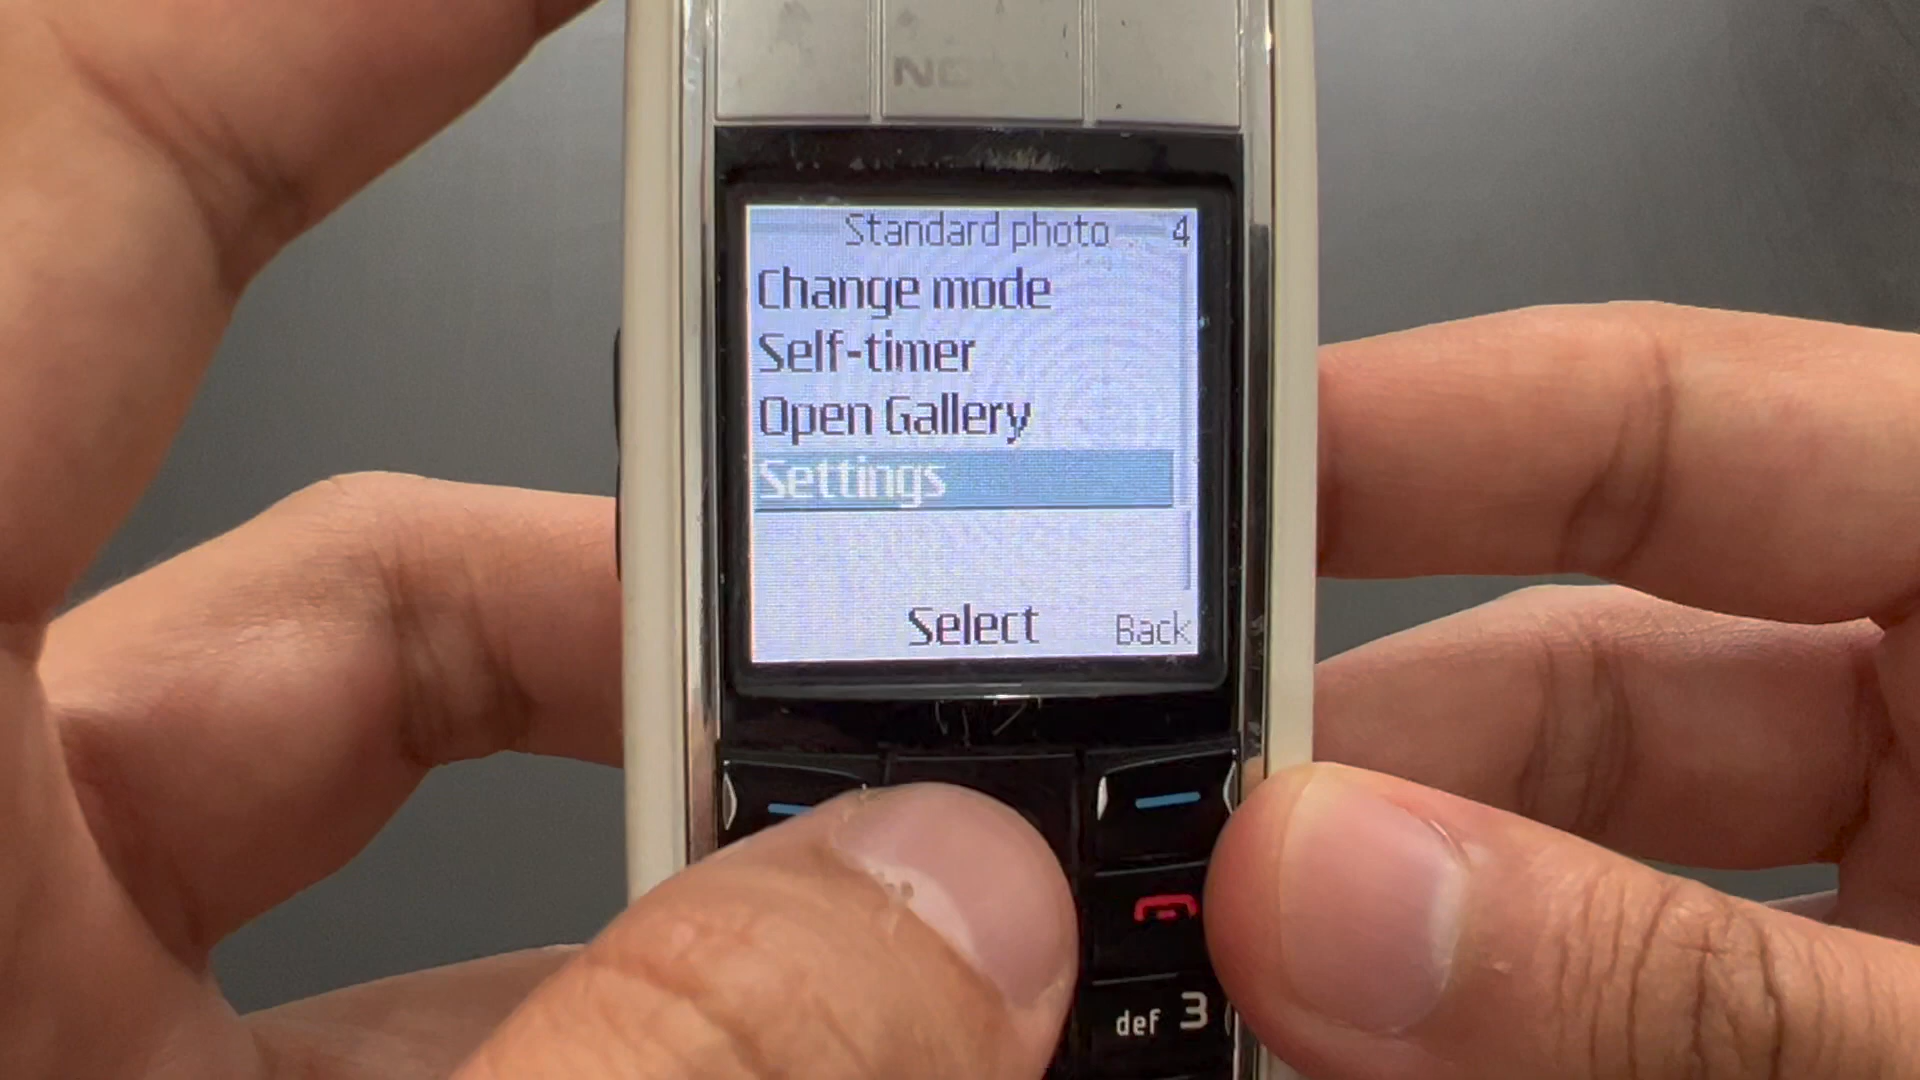 Standard photo 4
Change mode
Self-timer
Open Gallery
Settings
Select Back
def 3